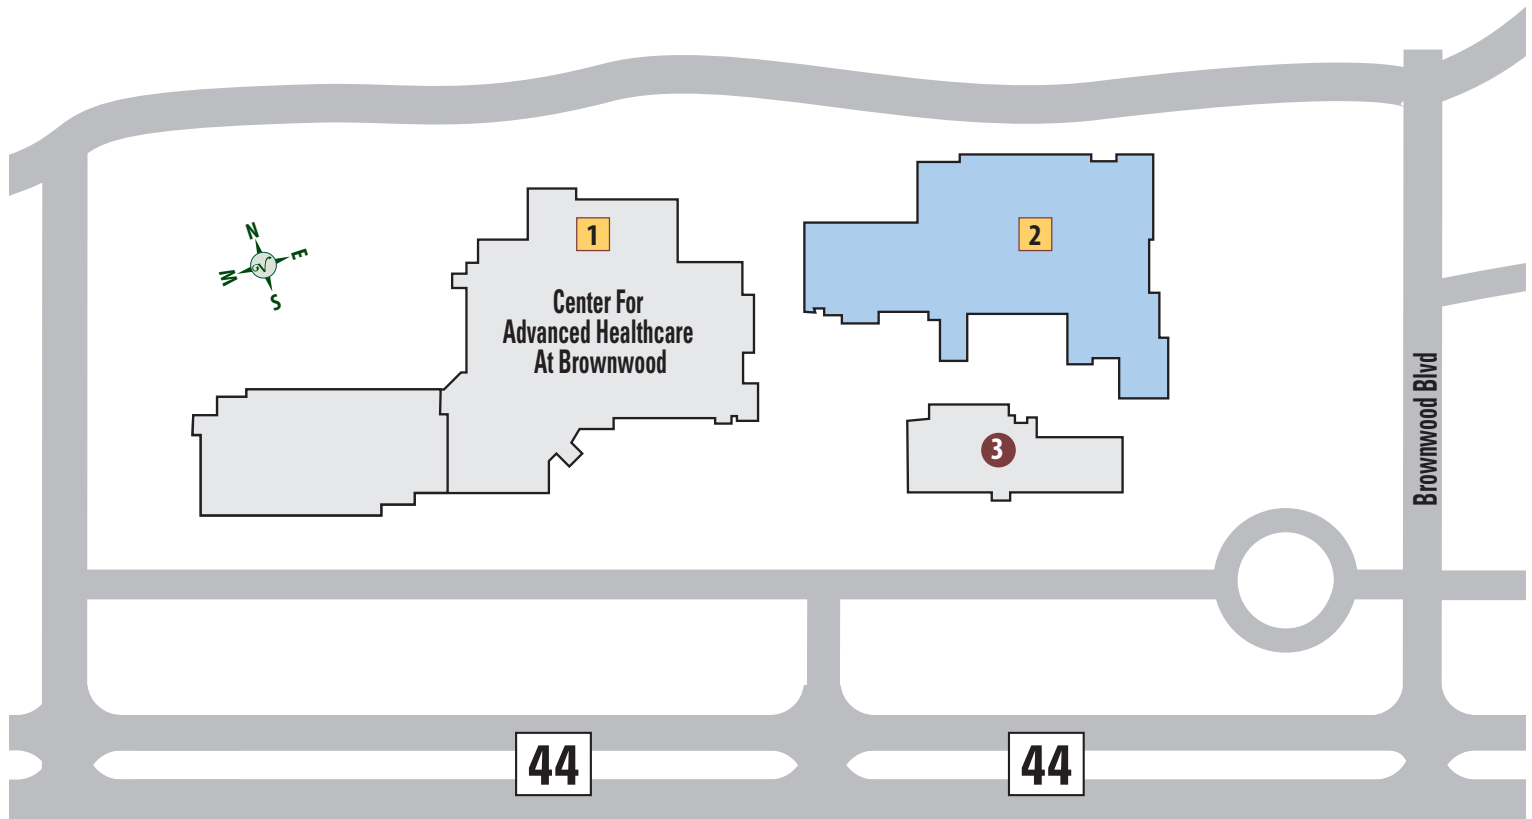 N
E
W
S
V
1
2
Center For
Advanced Healthcare
At Brownwood
3
Brownwood Blvd
44
44